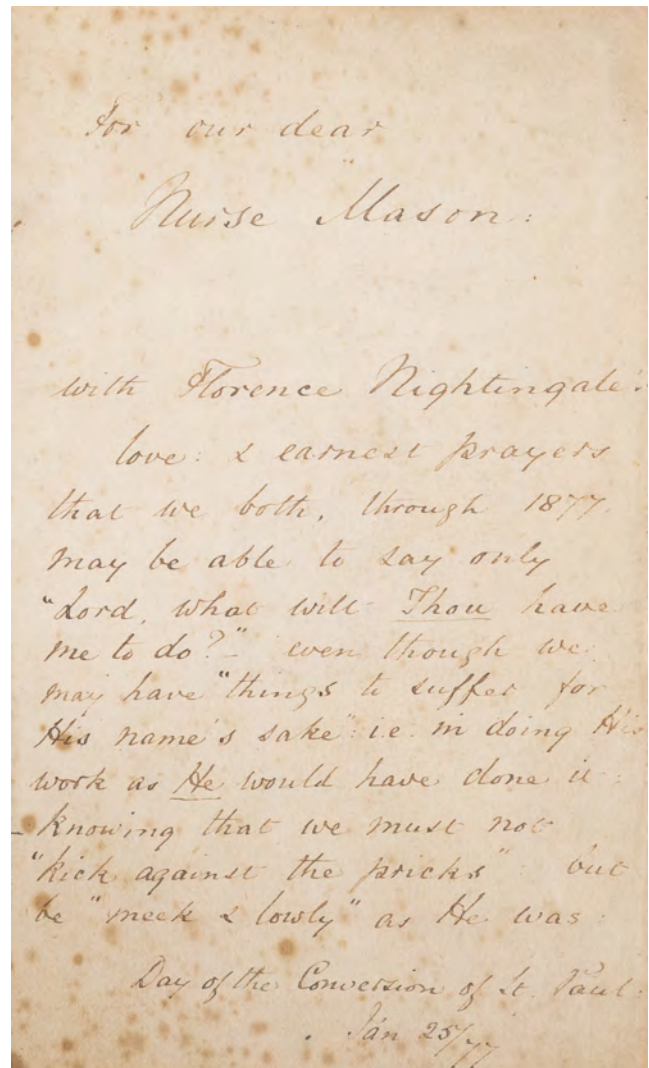 For our dear
Nurse Mason:
with Florence Nightingale's
love: & earnest prayers
that we both, through 1877,
may be able to say only
"Lord, what wilt Thou have
me to do?" - even though we
may have "things to suffer for
His name's sake": i.e. in doing His
work as He would have done it:
- knowing that we must not
"kick against the pricks": but
be "meek & lowly" as He was:
Day of the Conversion of St. Paul:
Jan 25/77